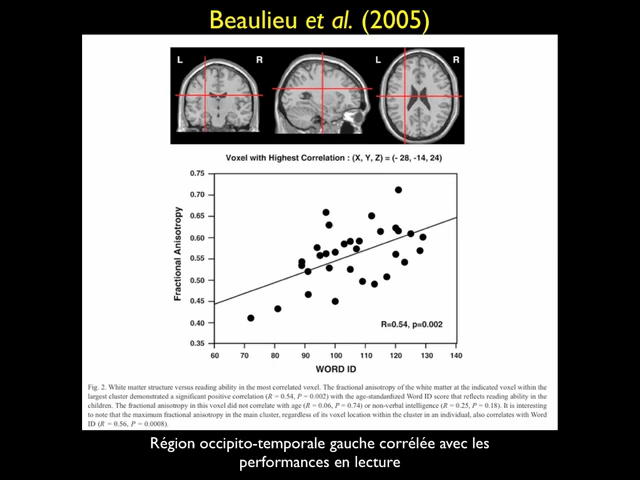 Beaulieu et al. (2005)
L R L R
Voxel with Highest Correlation : (X, Y, Z) = (- 28, -14, 24)
0.75
0.70
0.65
0.60
0.55
0.50
0.45
0.40
0.35
Fractional Anisotropy
R=0.54, p=0.002
60 70 80 90 100 110 120 130 140
WORD ID
Fig. 2. White matter structure versus reading ability in the most correlated voxel. The fractional anisotropy of the white matter at the indicated voxel within the
largest cluster demonstrated a significant positive correlation (R = 0.54, P = 0.002) with the age-standardized Word ID score that reflects reading ability in the
children. The fractional anisotropy in this voxel did not correlate with age (R = 0.06, P = 0.74) or non-verbal intelligence (R = 0.25, P = 0.18). It is interesting
to note that the maximum fractional anisotropy in the main cluster, regardless of its voxel location within the cluster in an individual, also correlates with Word
ID (R = 0.56, P = 0.0008).
Région occipito-temporale gauche corrélée avec les
performances en lecture